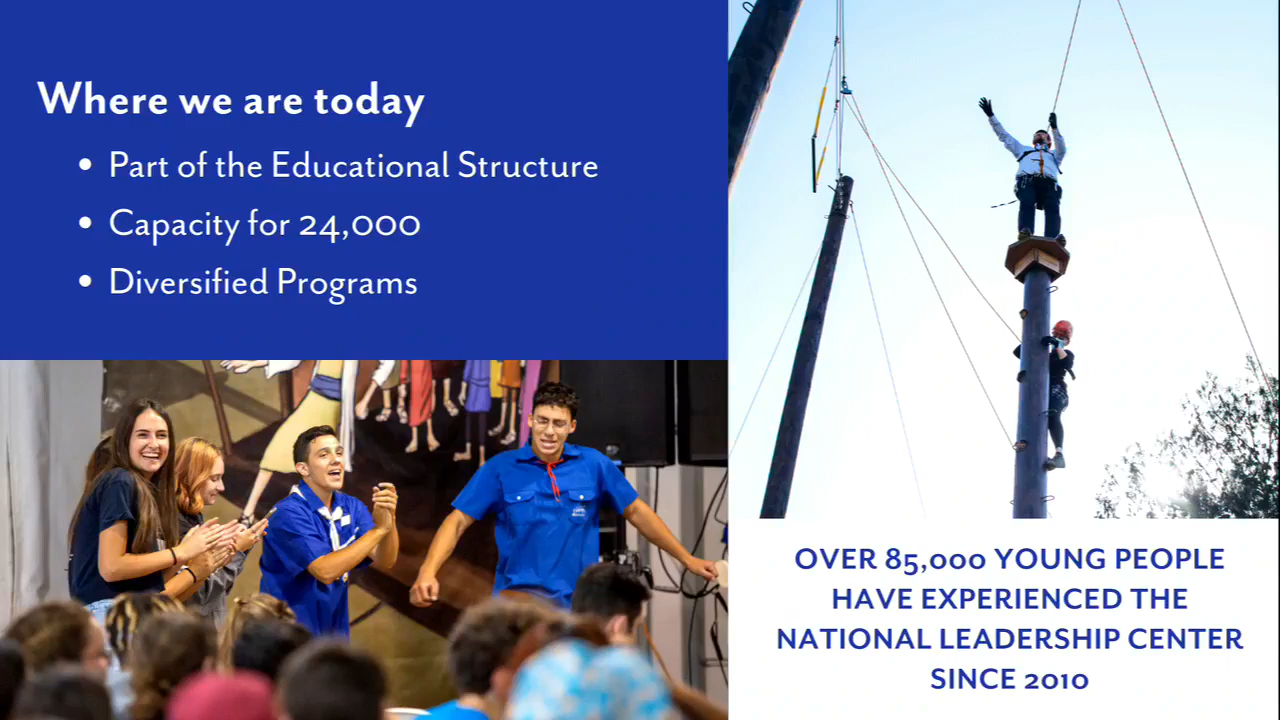 Where we are today
• Part of the Educational Structure
• Capacity for 24,000
• Diversified Programs
OVER 85,000 YOUNG PEOPLE
HAVE EXPERIENCED THE
NATIONAL LEADERSHIP CENTER
SINCE 2010